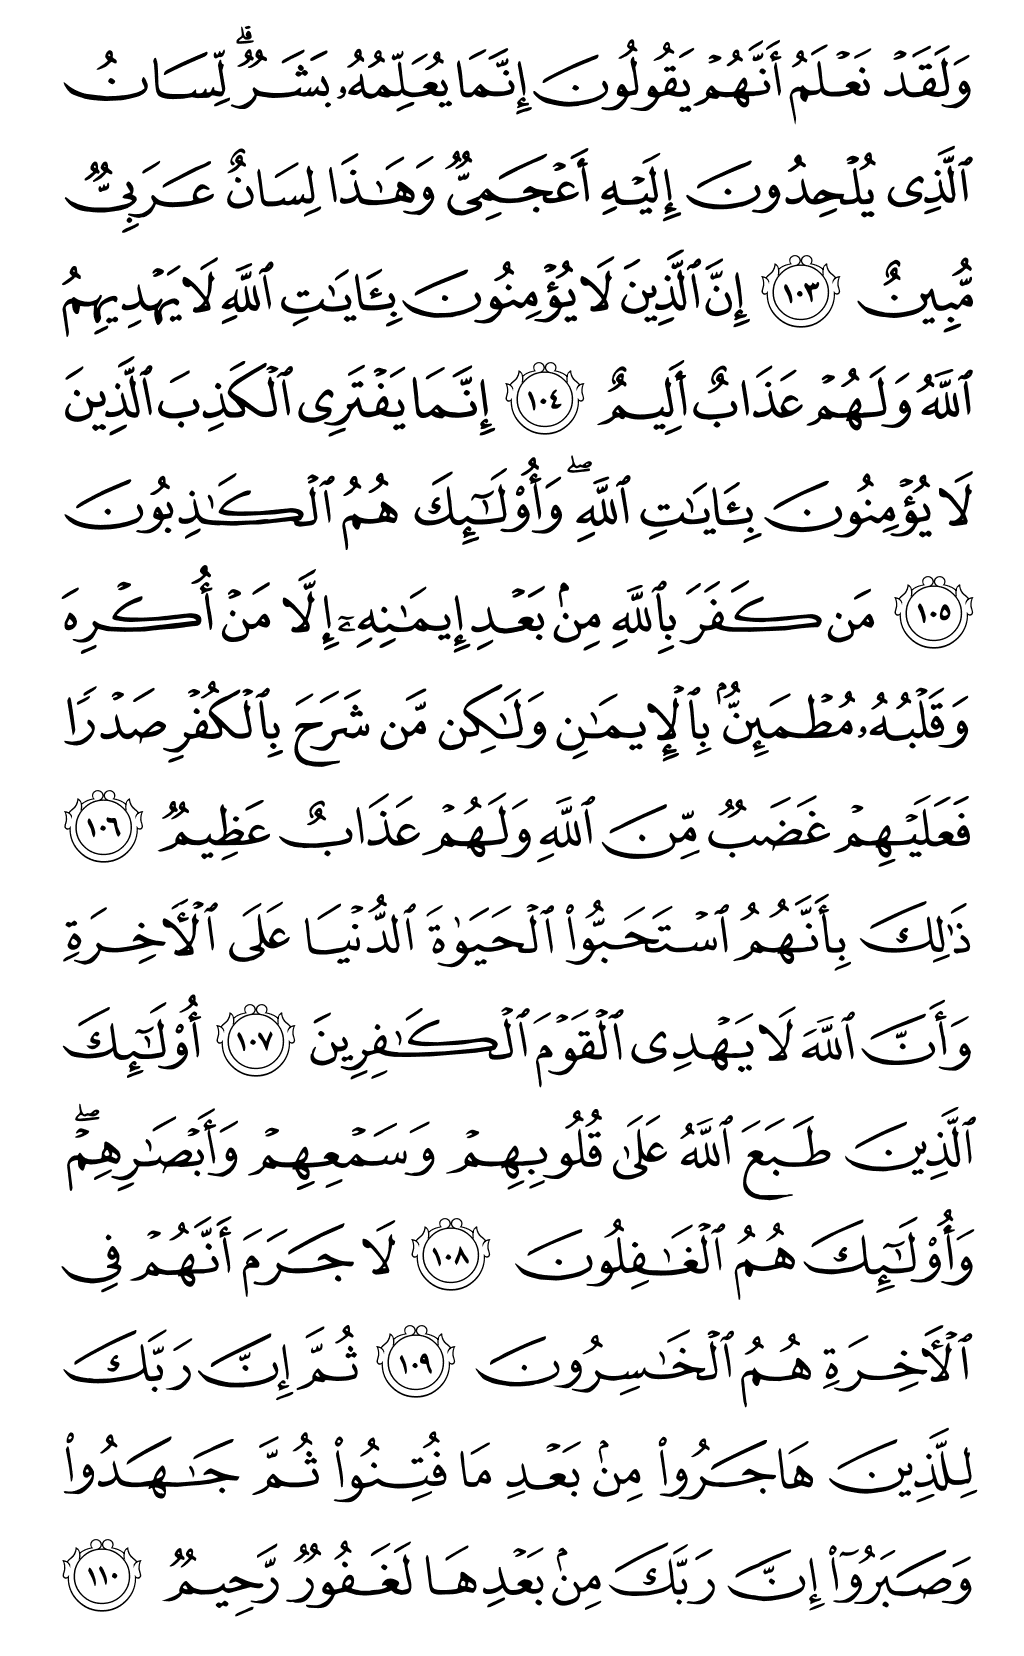 وَلَقَدْ نَعْلَمُ أَنَّهُمْ يَقُولُونَ إِنَّمَا يُعَلِّمُهُۥ بَشَرٌۭ ۗ لِّسَانُ
ٱلَّذِى يُلْحِدُونَ إِلَيْهِ أَعْجَمِىٌّۭ وَهَـٰذَا لِسَانٌ عَرَبِىٌّۭ
مُّبِينٌ ١٠٣ إِنَّ ٱلَّذِينَ لَا يُؤْمِنُونَ بِـَٔايَـٰتِ ٱللَّهِ لَا يَهْدِيهِمُ
ٱللَّهُ وَلَهُمْ عَذَابٌ أَلِيمٌ ١٠٤ إِنَّمَا يَفْتَرِى ٱلْكَذِبَ ٱلَّذِينَ
لَا يُؤْمِنُونَ بِـَٔايَـٰتِ ٱللَّهِ ۖ وَأُو۟لَـٰٓئِكَ هُمُ ٱلْكَـٰذِبُونَ
١٠٥ مَن كَفَرَ بِٱللَّهِ مِنۢ بَعْدِ إِيمَـٰنِهِۦٓ إِلَّا مَنْ أُكْرِهَ
وَقَلْبُهُۥ مُطْمَئِنٌّۢ بِٱلْإِيمَـٰنِ وَلَـٰكِن مَّن شَرَحَ بِٱلْكُفْرِ صَدْرًۭا
فَعَلَيْهِمْ غَضَبٌۭ مِّنَ ٱللَّهِ وَلَهُمْ عَذَابٌ عَظِيمٌۭ ١٠٦
ذَٰلِكَ بِأَنَّهُمُ ٱسْتَحَبُّوا۟ ٱلْحَيَوٰةَ ٱلدُّنْيَا عَلَى ٱلْـَٔاخِرَةِ
وَأَنَّ ٱللَّهَ لَا يَهْدِى ٱلْقَوْمَ ٱلْكَـٰفِرِينَ ١٠٧ أُو۟لَـٰٓئِكَ
ٱلَّذِينَ طَبَعَ ٱللَّهُ عَلَىٰ قُلُوبِهِمْ وَسَمْعِهِمْ وَأَبْصَـٰرِهِمْ ۖ
وَأُو۟لَـٰٓئِكَ هُمُ ٱلْغَـٰفِلُونَ ١٠٨ لَا جَرَمَ أَنَّهُمْ فِى
ٱلْـَٔاخِرَةِ هُمُ ٱلْخَـٰسِرُونَ ١٠٩ ثُمَّ إِنَّ رَبَّكَ
لِلَّذِينَ هَاجَرُوا۟ مِنۢ بَعْدِ مَا فُتِنُوا۟ ثُمَّ جَـٰهَدُوا۟
وَصَبَرُوٓا۟ إِنَّ رَبَّكَ مِنۢ بَعْدِهَا لَغَفُورٌۭ رَّحِيمٌۭ ١١٠